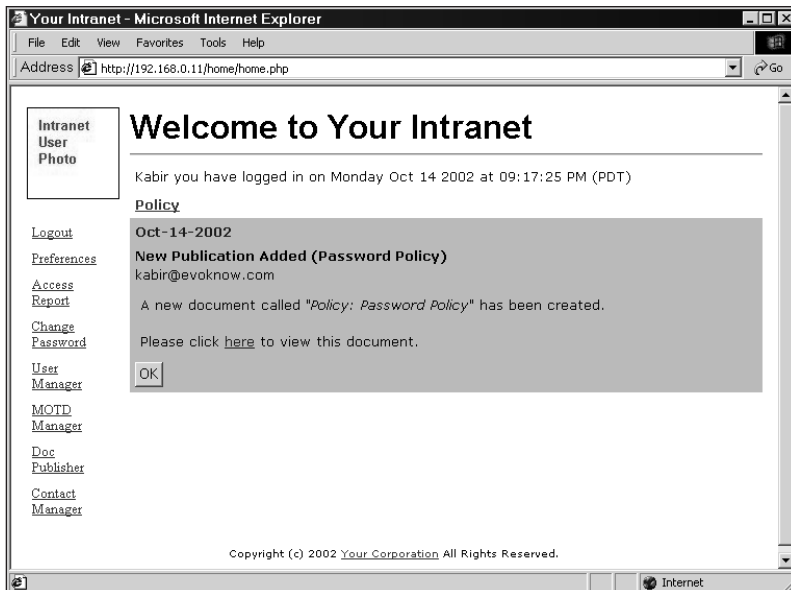 Your Intranet - Microsoft Internet Explorer
File Edit View Favorites Tools Help
Address http://192.168.0.11/home/home.php Go
Intranet
User
Photo
Welcome to Your Intranet
Kabir you have logged in on Monday Oct 14 2002 at 09:17:25 PM (PDT)
Policy
Oct-14-2002
New Publication Added (Password Policy)
kabir@evoknow.com
A new document called "Policy: Password Policy" has been created.
Please click here to view this document.
OK
Logout
Preferences
Access
Report
Change
Password
User
Manager
MOTD
Manager
Doc
Publisher
Contact
Manager
Copyright (c) 2002 Your Corporation All Rights Reserved.
Internet